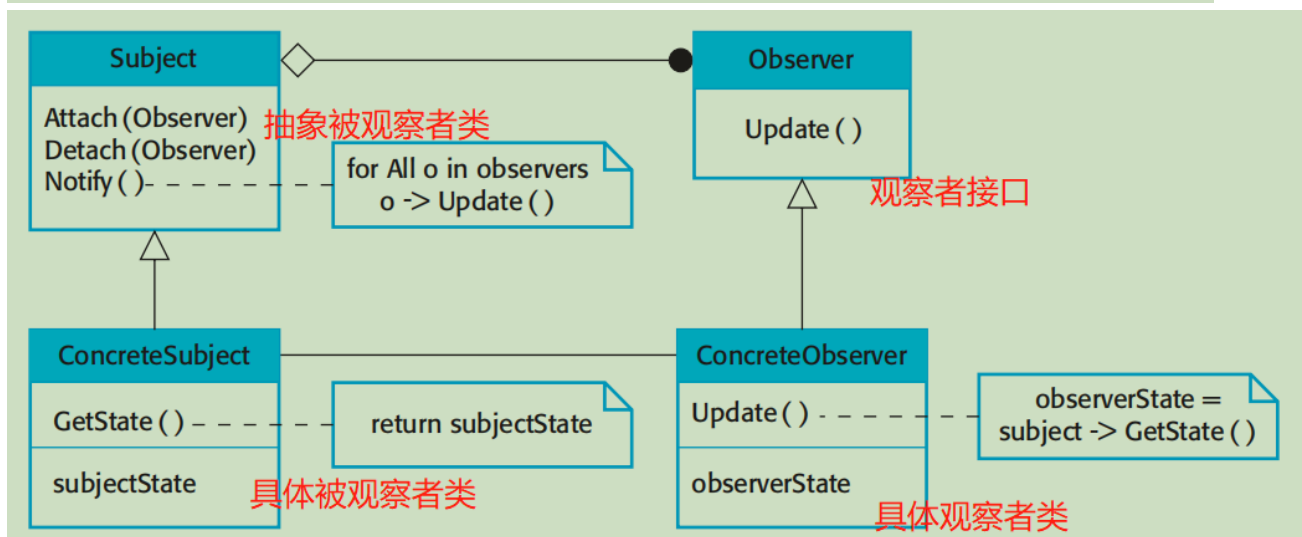 Subject
Attach (Observer)
Detach (Observer)
Notify ( )
抽象被观察者类
for All o in observers
o -> Update ( )
Observer
Update ( )
观察者接口
ConcreteSubject
GetState ( )
subjectState
return subjectState
具体被观察者类
ConcreteObserver
Update ( )
observerState
observerState =
subject -> GetState ( )
具体观察者类